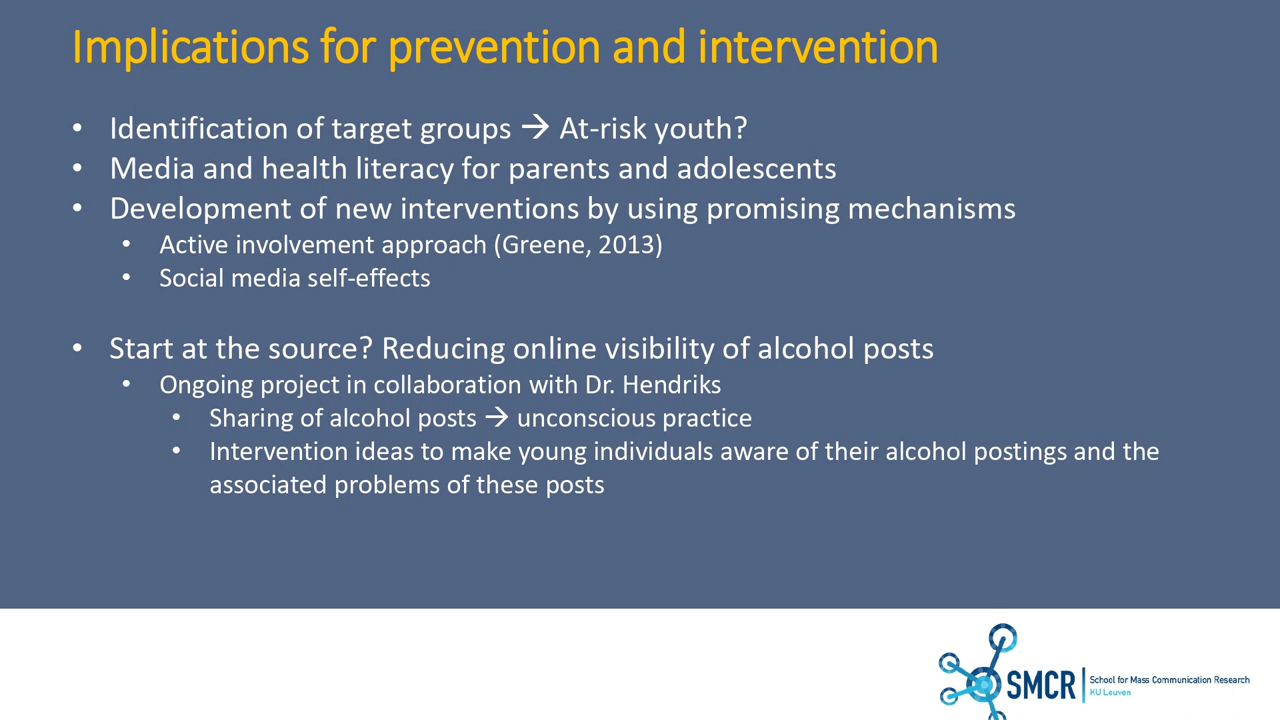 Implications for prevention and intervention
• Identification of target groups → At-risk youth?
• Media and health literacy for parents and adolescents
• Development of new interventions by using promising mechanisms
• Active involvement approach (Greene, 2013)
• Social media self-effects
• Start at the source? Reducing online visibility of alcohol posts
• Ongoing project in collaboration with Dr. Hendriks
• Sharing of alcohol posts → unconscious practice
• Intervention ideas to make young individuals aware of their alcohol postings and the
associated problems of these posts
SMCR
School for Mass Communication Research
KU Leuven